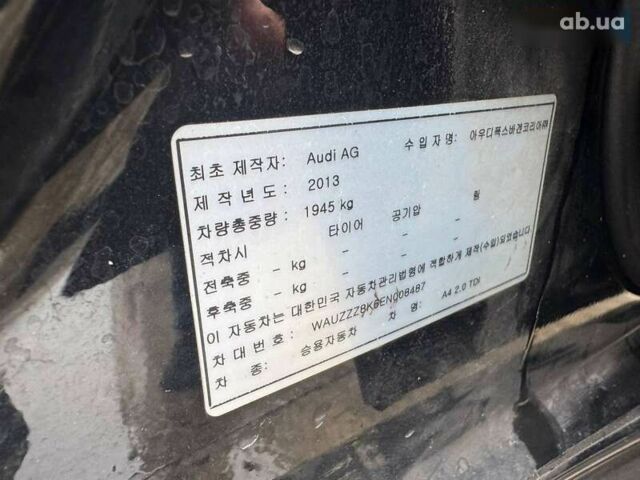 ab.ua
최초 제작자: Audi AG 수 입 자 명: 아우디폭스바겐코리아㈜
제 작 년 도 : 2013
차량총중량 : 1945 kg
적차시 타이어 공기압 림
전축중 - kg - - -
후축중 - kg - - -
이 자동차는 대한민국 자동차관리법령에 적합하게 제작(수입)되었습니다
차 대 번 호 : WAUZZZ8K6EN008487
차 종: 승용자동차 차 명: A4 2.0 TDI